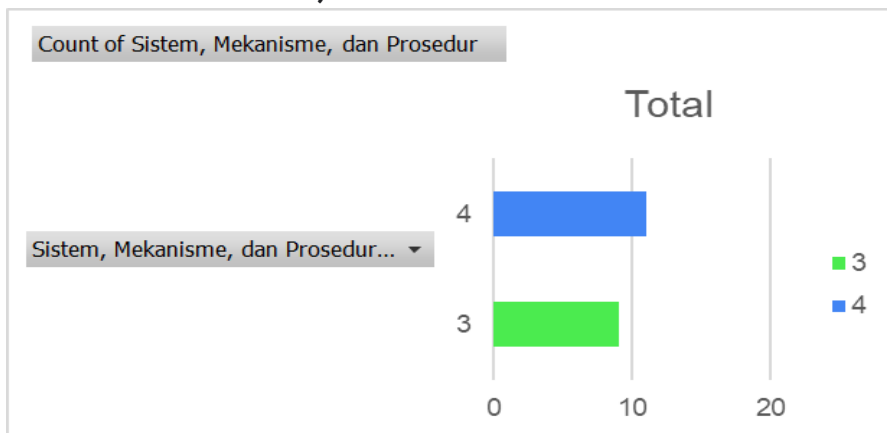 Count of Sistem, Mekanisme, dan Prosedur
Total
4
Sistem, Mekanisme, dan Prosedur...
3
3
4
0 10 20